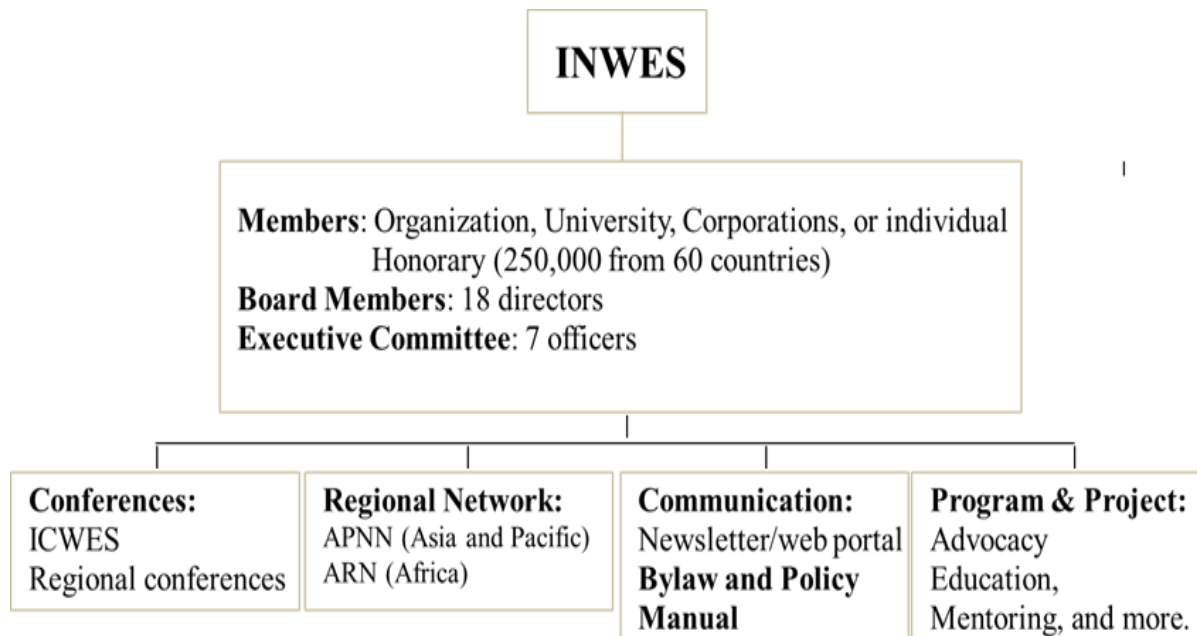 INWES
Members: Organization, University, Corporations, or individual
Honorary (250,000 from 60 countries)
Board Members: 18 directors
Executive Committee: 7 officers
Conferences:
ICWES
Regional conferences
Regional Network:
APNN (Asia and Pacific)
ARN (Africa)
Communication:
Newsletter/web portal
Bylaw and Policy
Manual
Program & Project:
Advocacy
Education,
Mentoring, and more.